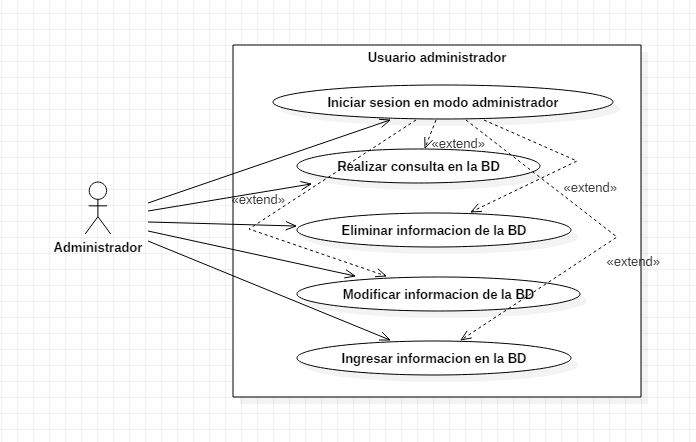 Usuario administrador
Iniciar sesion en modo administrador
«extend»
Realizar consulta en la BD
«extend»
«extend»
Eliminar informacion de la BD
Administrador
«extend»
Modificar informacion de la BD
Ingresar informacion en la BD